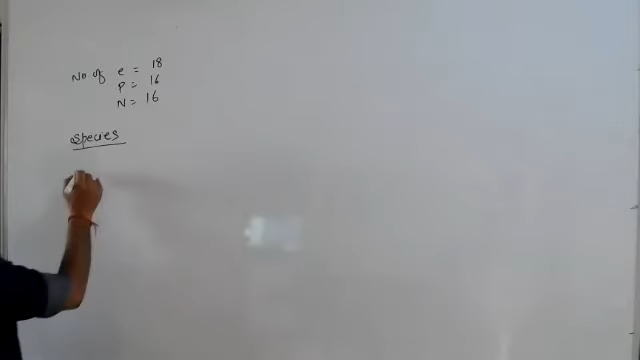 No of e = 18
P = 16
N = 16
Species